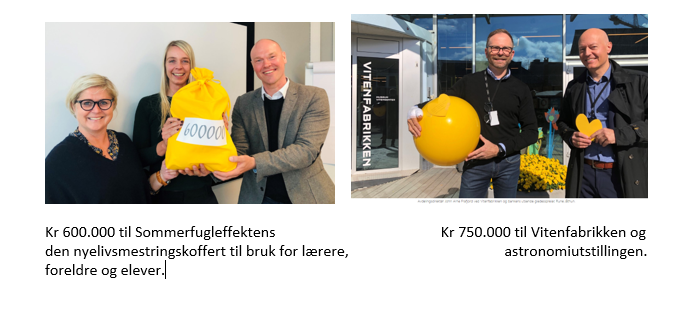 600000
VITENFABRIKKEN
Kr 600.000 til Sommerfugleffektens
den nyelivsmestringskoffert til bruk for lærere,
foreldre og elever.
Kr 750.000 til Vitenfabrikken og
astronomiutstillingen.